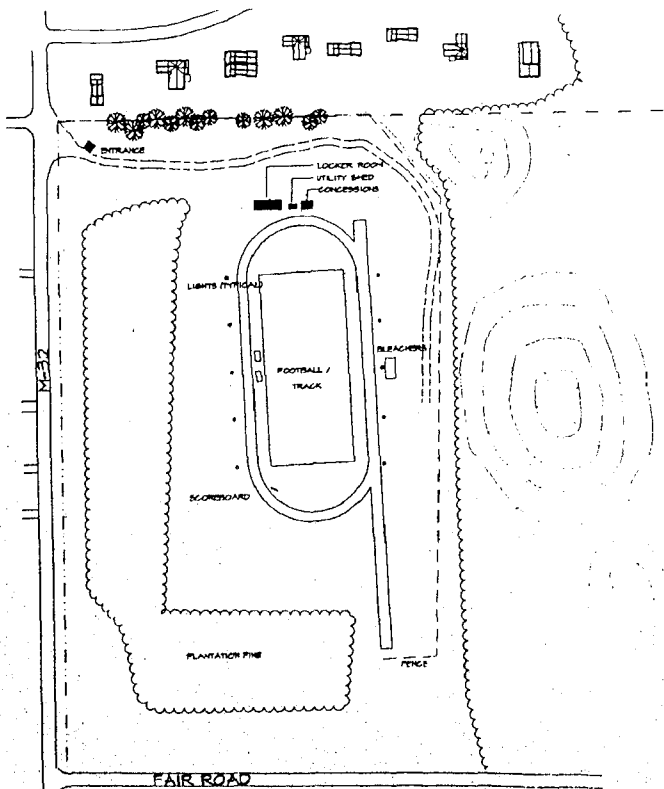 ENTRANCE
LOCKER ROOM
UTILITY SHED
CONCESSIONS
LIGHTS (TYPICAL)
M-32
BLEACHERS
FOOTBALL /
TRACK
SCOREBOARD
PLANTATION PINE
FENCE
FAIR ROAD